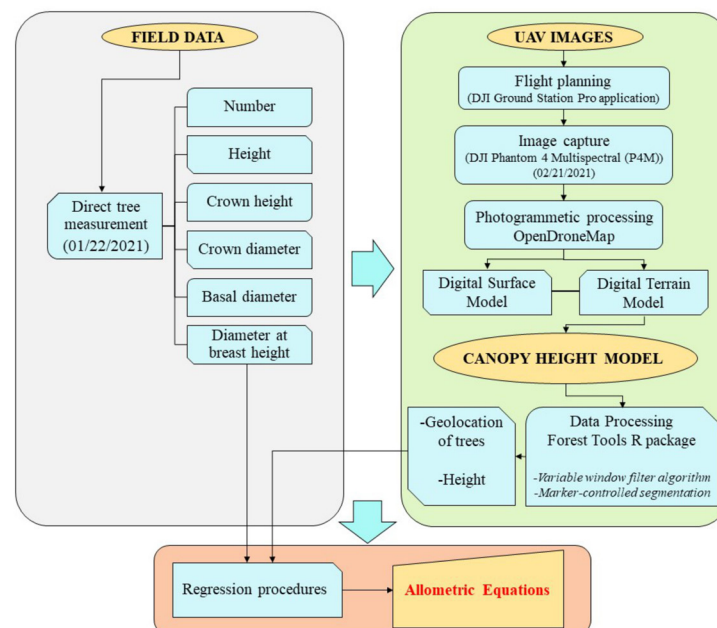 FIELD DATA
Number
Height
Crown height
Direct tree
measurement
(01/22/2021)
Crown diameter
Basal diameter
Diameter at
breast height
UAV IMAGES
Flight planning
(DJI Ground Station Pro application)
Image capture
(DJI Phantom 4 Multispectral (P4M))
(02/21/2021)
Photogrammetic processing
OpenDroneMap
Digital Surface
Model
Digital Terrain
Model
CANOPY HEIGHT MODEL
-Geolocation
of trees
-Height
Data Processing
Forest Tools R package
-Variable window filter algorithm
-Marker-controlled segmentation
Regression procedures
Allometric Equations